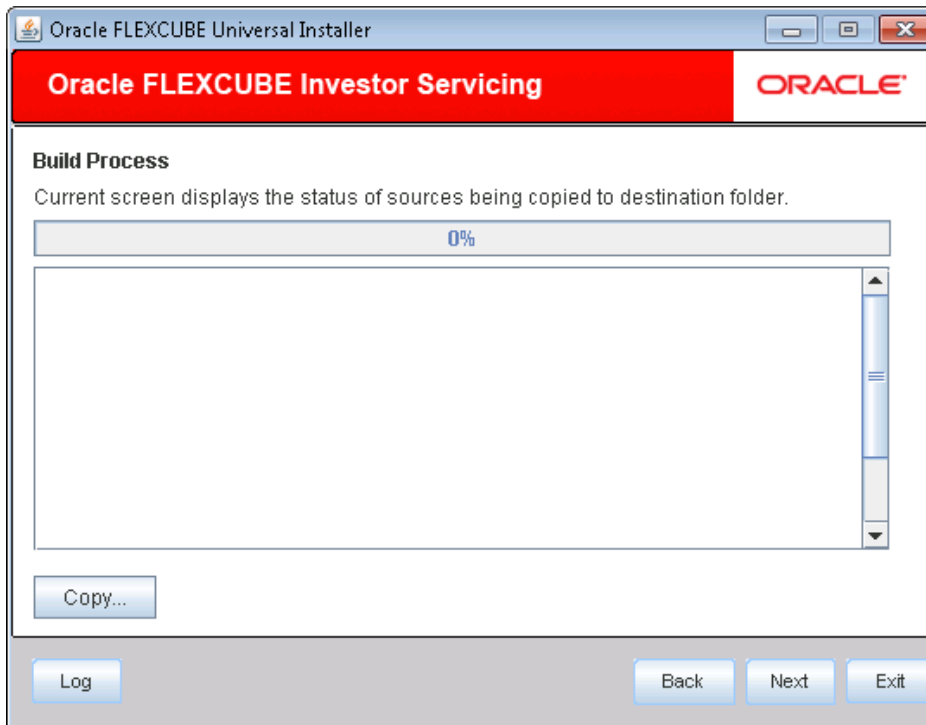 Oracle FLEXCUBE Universal Installer
Oracle FLEXCUBE Investor Servicing
ORACLE
Build Process
Current screen displays the status of sources being copied to destination folder.
0%
Copy...
Log
Back
Next
Exit